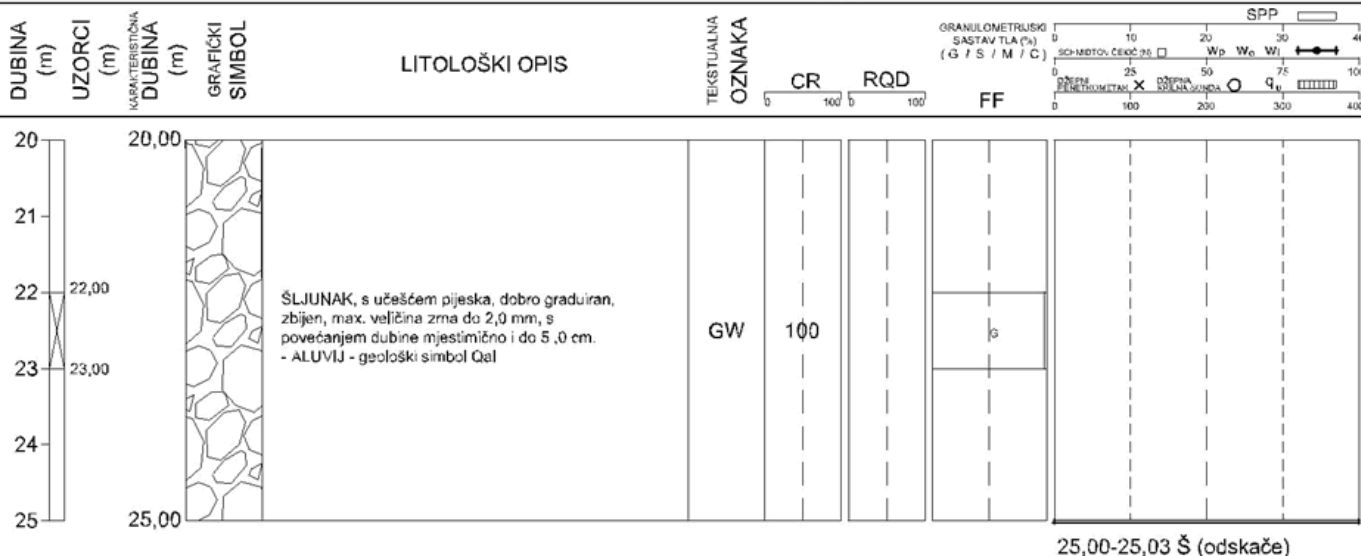 DUBINA (m)
UZORCI (m)
KARAKTERISTIČNA DUBINA (m)
GRAFIČKI SIMBOL
LITOLOŠKI OPIS
TEKSTUALNA OZNAKA
CR
0 100
RQD
0 100
GRANULOMETRIJSKI
SASTAV TLA (%)
( G / S / M / C )
FF
SPP
0 10 20 30 40
SCHMIDTOV ČEKIĆ (N) Wp Wo Wl
0 25 50 75 100
DŽEPNI PENETROMETAR X DŽEPNA KRILNA SONDA qu
0 100 200 300 400
20 20,00
21
22 22,00
ŠLJUNAK, s učešćem pijeska, dobro graduiran,
zbijen, max. veličina zrna do 2,0 mm, s
povećanjem dubine mjestimično i do 5 ,0 cm.
- ALUVIJ - geološki simbol Qal
GW 100 G
23 23,00
24
25 25,00
25,00-25,03 Š (odskače)